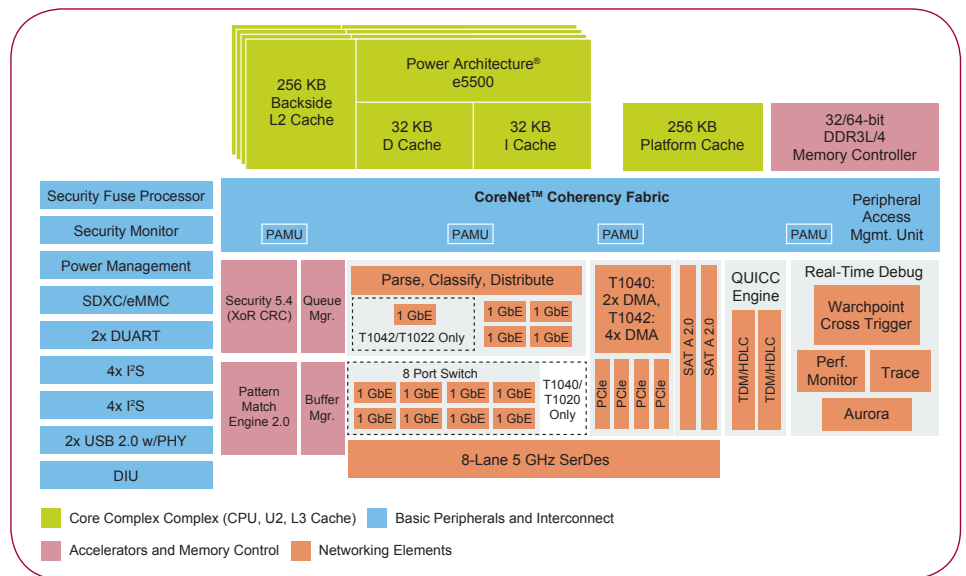 Power Architecture®
e5500
256 KB
Backside
L2 Cache
32 KB
D Cache
32 KB
I Cache
256 KB
Platform Cache
32/64-bit
DDR3L/4
Memory Controller
Security Fuse Processor
Security Monitor
Power Management
SDXC/eMMC
2x DUART
4x I²S
4x I²S
2x USB 2.0 w/PHY
DIU
CoreNet™ Coherency Fabric
PAMU
PAMU
PAMU
PAMU
Peripheral
Access
Mgmt. Unit
Security 5.4
(XoR CRC)
Queue
Mgr.
Pattern
Match
Engine 2.0
Buffer
Mgr.
Parse, Classify, Distribute
1 GbE
T1042/T1022 Only
1 GbE 1 GbE
1 GbE 1 GbE
8 Port Switch
1 GbE 1 GbE 1 GbE 1 GbE
1 GbE 1 GbE 1 GbE 1 GbE
T1040/
T1020
Only
T1040:
2x DMA,
T1042:
4x DMA
PCIe
PCIe
PCIe
PCIe
SAT A 2.0
SAT A 2.0
8-Lane 5 GHz SerDes
QUICC
Engine
TDM/HDLC
TDM/HDLC
Real-Time Debug
Warchpoint
Cross Trigger
Perf.
Monitor
Trace
Aurora
Core Complex Complex (CPU, U2, L3 Cache)
Basic Peripherals and Interconnect
Accelerators and Memory Control
Networking Elements